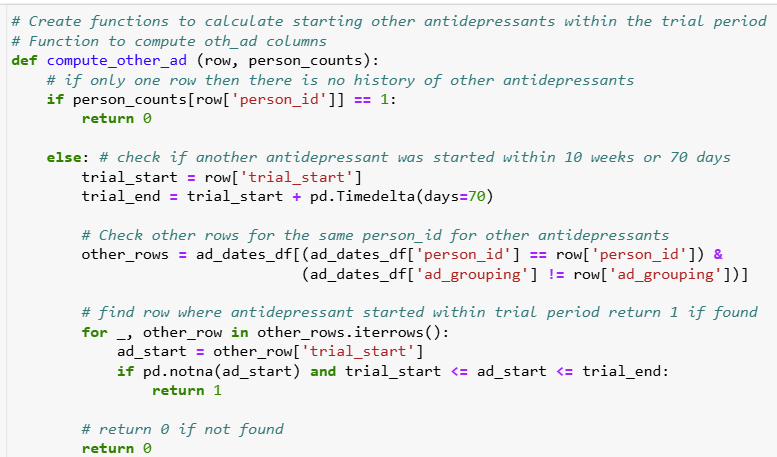 # Create functions to calculate starting other antidepressants within the trial period
# Function to compute oth_ad columns
def compute_other_ad (row, person_counts):
    # if only one row then there is no history of other antidepressants
    if person_counts[row['person_id']] == 1:
        return 0

    else: # check if another antidepressant was started within 10 weeks or 70 days
        trial_start = row['trial_start']
        trial_end = trial_start + pd.Timedelta(days=70)

        # Check other rows for the same person_id for other antidepressants
        other_rows = ad_dates_df[(ad_dates_df['person_id'] == row['person_id']) &
                                 (ad_dates_df['ad_grouping'] != row['ad_grouping'])]

        # find row where antidepressant started within trial period return 1 if found
        for _, other_row in other_rows.iterrows():
            ad_start = other_row['trial_start']
            if pd.notna(ad_start) and trial_start <= ad_start <= trial_end:
                return 1

        # return 0 if not found
        return 0